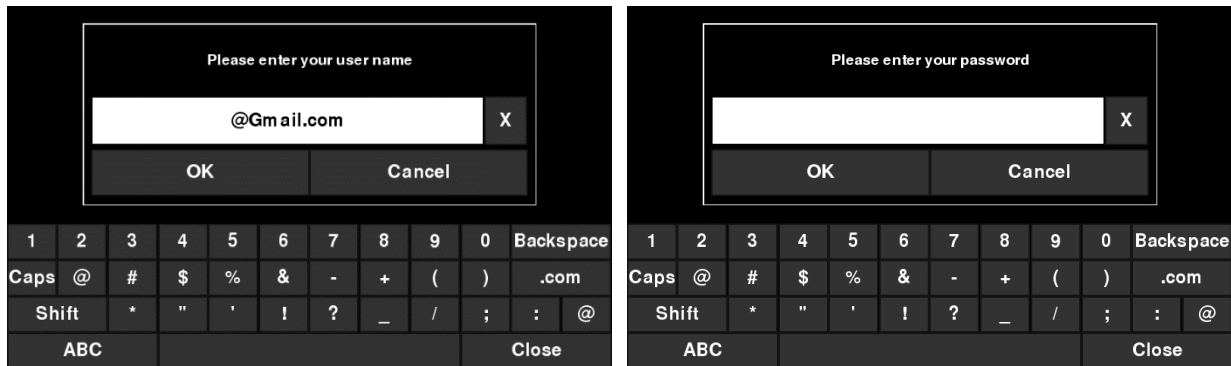 Please enter your user name
@Gmail.com X
OK Cancel
1 2 3 4 5 6 7 8 9 0 Backspace
Caps @ # $ % & - + ( ) .com
Shift * " ' ! ? _ / ; : @
ABC Close
Please enter your password
X
OK Cancel
1 2 3 4 5 6 7 8 9 0 Backspace
Caps @ # $ % & - + ( ) .com
Shift * " ' ! ? _ / ; : @
ABC Close